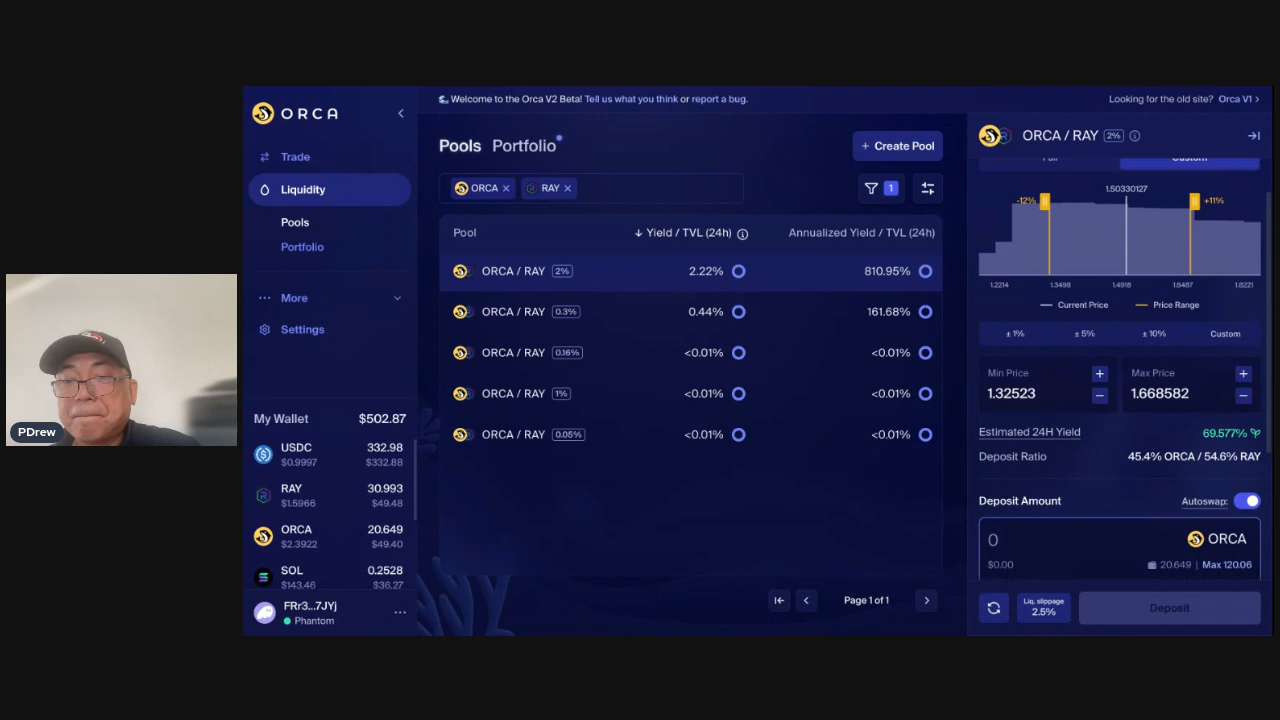 PDrew
ORCA
Trade
Liquidity
Pools
Portfolio
More
Settings
My Wallet $502.87
USDC 332.98
$0.9997 $332.88
RAY 30.993
$1.5966 $49.48
ORCA 20.649
$2.3922 $49.40
SOL 0.2528
$143.46 $36.27
FRr3...7JYj
Phantom
Welcome to the Orca V2 Beta! Tell us what you think or report a bug.
Looking for the old site? Orca V1 >
Pools Portfolio
+ Create Pool
ORCA × RAY ×
1
Pool ↓ Yield / TVL (24h) Annualized Yield / TVL (24h)
ORCA / RAY 2% 2.22% 810.95%
ORCA / RAY 0.3% 0.44% 161.68%
ORCA / RAY 0.16% <0.01% <0.01%
ORCA / RAY 1% <0.01% <0.01%
ORCA / RAY 0.05% <0.01% <0.01%
Page 1 of 1
ORCA / RAY 2%
Full Custom
1.50330127
-12% +11%
1.2214 1.3498 1.4918 1.6487 1.8221
Current Price Price Range
± 1% ± 5% ± 10% Custom
Min Price + Max Price +
1.32523 − 1.668582 −
Estimated 24H Yield 69.577%
Deposit Ratio 45.4% ORCA / 54.6% RAY
Deposit Amount Autoswap:
0 ORCA
$0.00 20.649 | Max 120.06
Liq. slippage
2.5%
Deposit